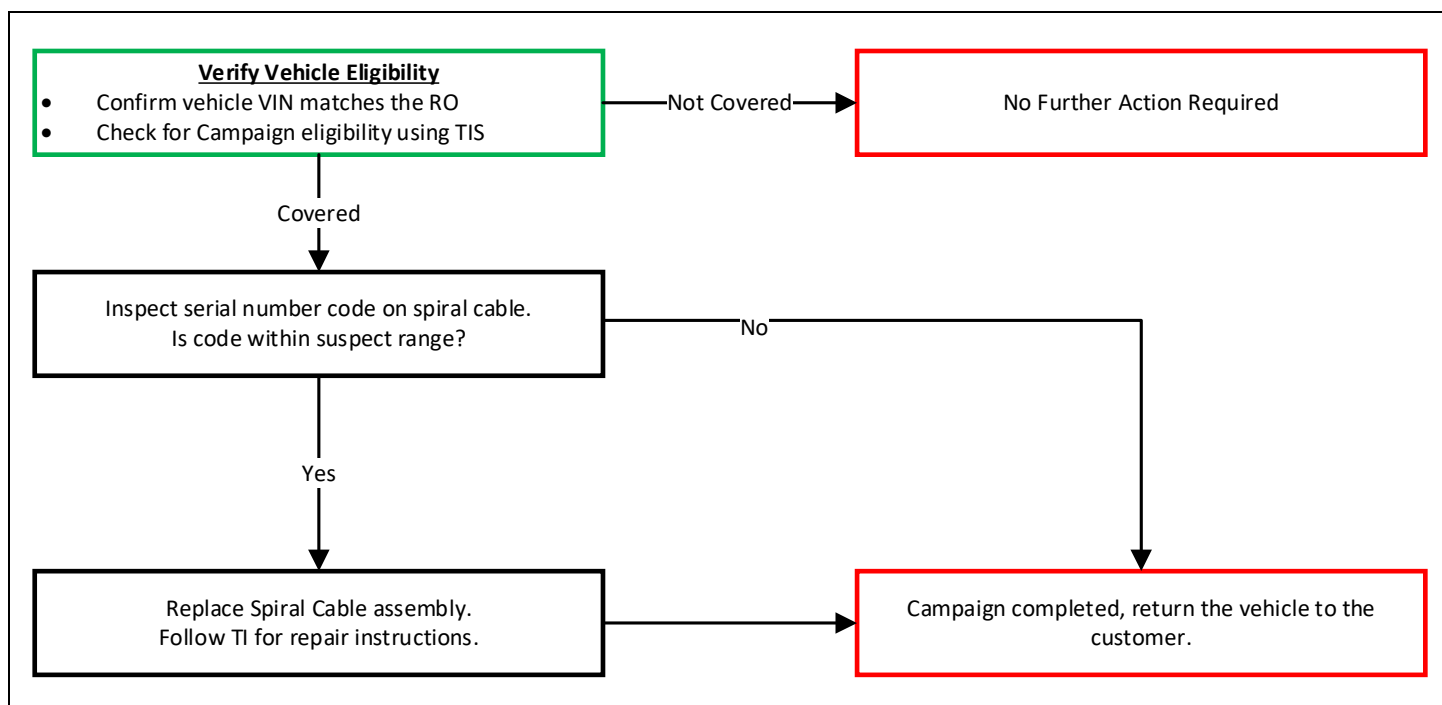 Verify Vehicle Eligibility
• Confirm vehicle VIN matches the RO
• Check for Campaign eligibility using TIS
Not Covered
No Further Action Required
Covered
Inspect serial number code on spiral cable.
Is code within suspect range?
No
Yes
Replace Spiral Cable assembly.
Follow TI for repair instructions.
Campaign completed, return the vehicle to the
customer.